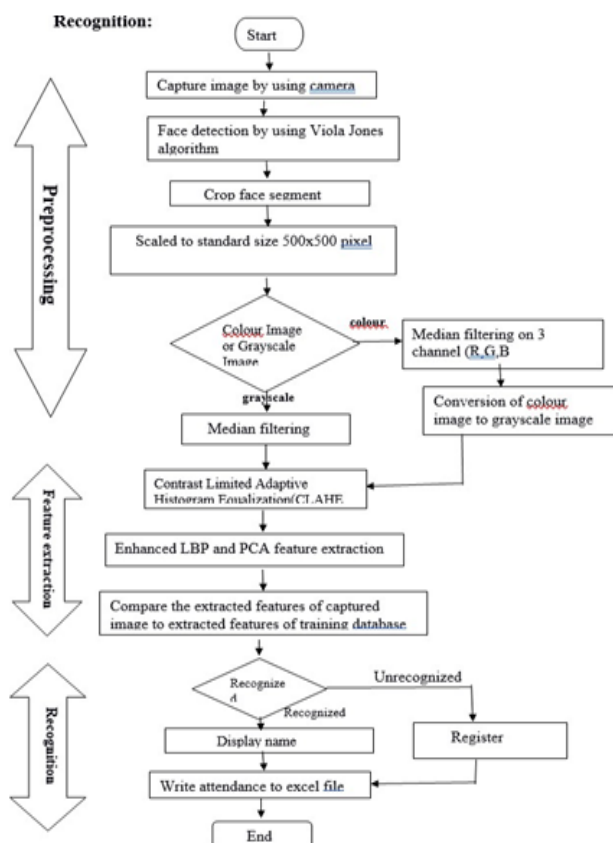 Recognition:
Start
Capture image by using camera
Face detection by using Viola Jones
algorithm
Crop face segment
Scaled to standard size 500x500 pixel
Colour Image
or Grayscale
Image
colour
Median filtering on 3
channel (R,G,B
grayscale
Conversion of colour
image to grayscale image
Median filtering
Preprocessing
Contrast Limited Adaptive
Histogram Equalization(CLAHE
Enhanced LBP and PCA feature extraction
Compare the extracted features of captured
image to extracted features of training database
Feature extraction
Recognize
d
Unrecognized
Recognized
Display name
Register
Write attendance to excel file
Recognition
End